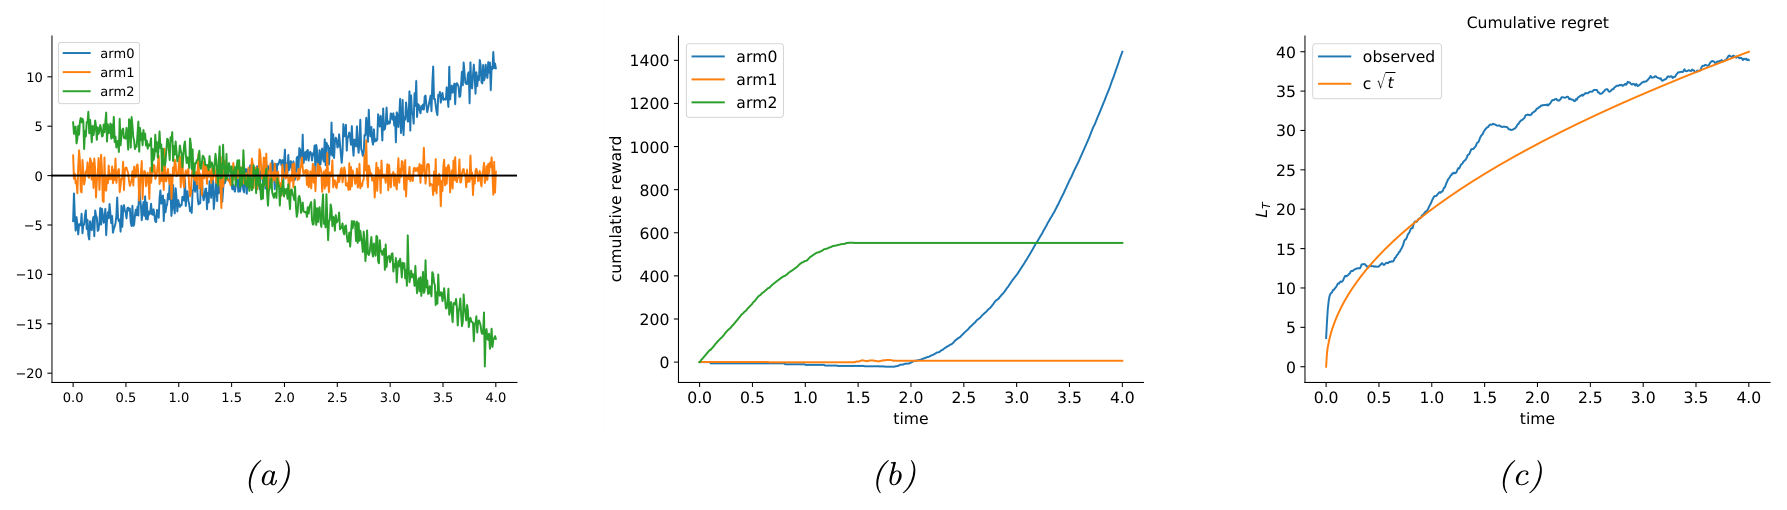 arm0
arm1
arm2
10
5
0
−5
−10
−15
−20
0.0 0.5 1.0 1.5 2.0 2.5 3.0 3.5 4.0
(a)
arm0
arm1
arm2
cumulative reward
1400
1200
1000
800
600
400
200
0
0.0 0.5 1.0 1.5 2.0 2.5 3.0 3.5 4.0
time
(b)
Cumulative regret
observed
c √t
L_T
40
35
30
25
20
15
10
5
0
0.0 0.5 1.0 1.5 2.0 2.5 3.0 3.5 4.0
time
(c)